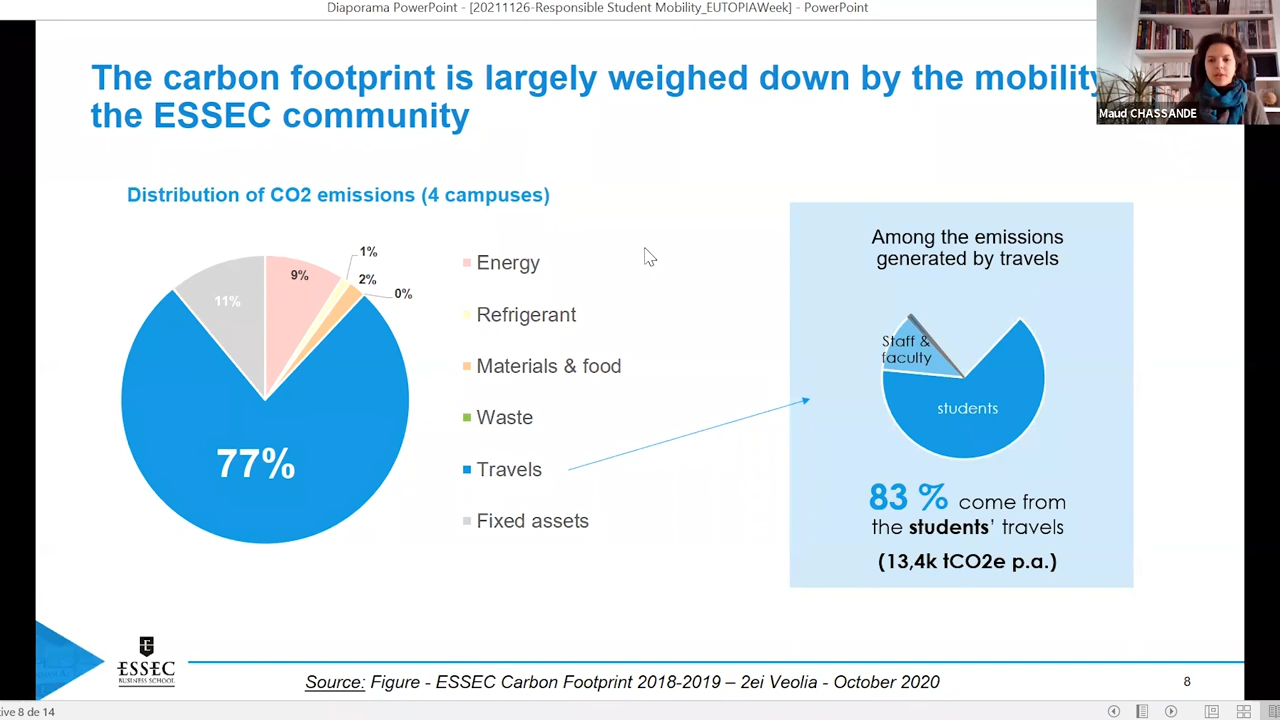 Diaporama PowerPoint - [20211126-Responsible Student Mobility_EUTOPIAWeek] - PowerPoint
The carbon footprint is largely weighed down by the mobility
the ESSEC community
Maud CHASSANDE
Distribution of CO2 emissions (4 campuses)
1%
9%
2%
0%
11%
77%
Energy
Refrigerant
Materials & food
Waste
Travels
Fixed assets
Among the emissions
generated by travels
Staff &
faculty
students
83 % come from
the students' travels
(13,4k tCO2e p.a.)
ESSEC
BUSINESS SCHOOL
Source: Figure - ESSEC Carbon Footprint 2018-2019 – 2ei Veolia - October 2020
8
tive 8 de 14